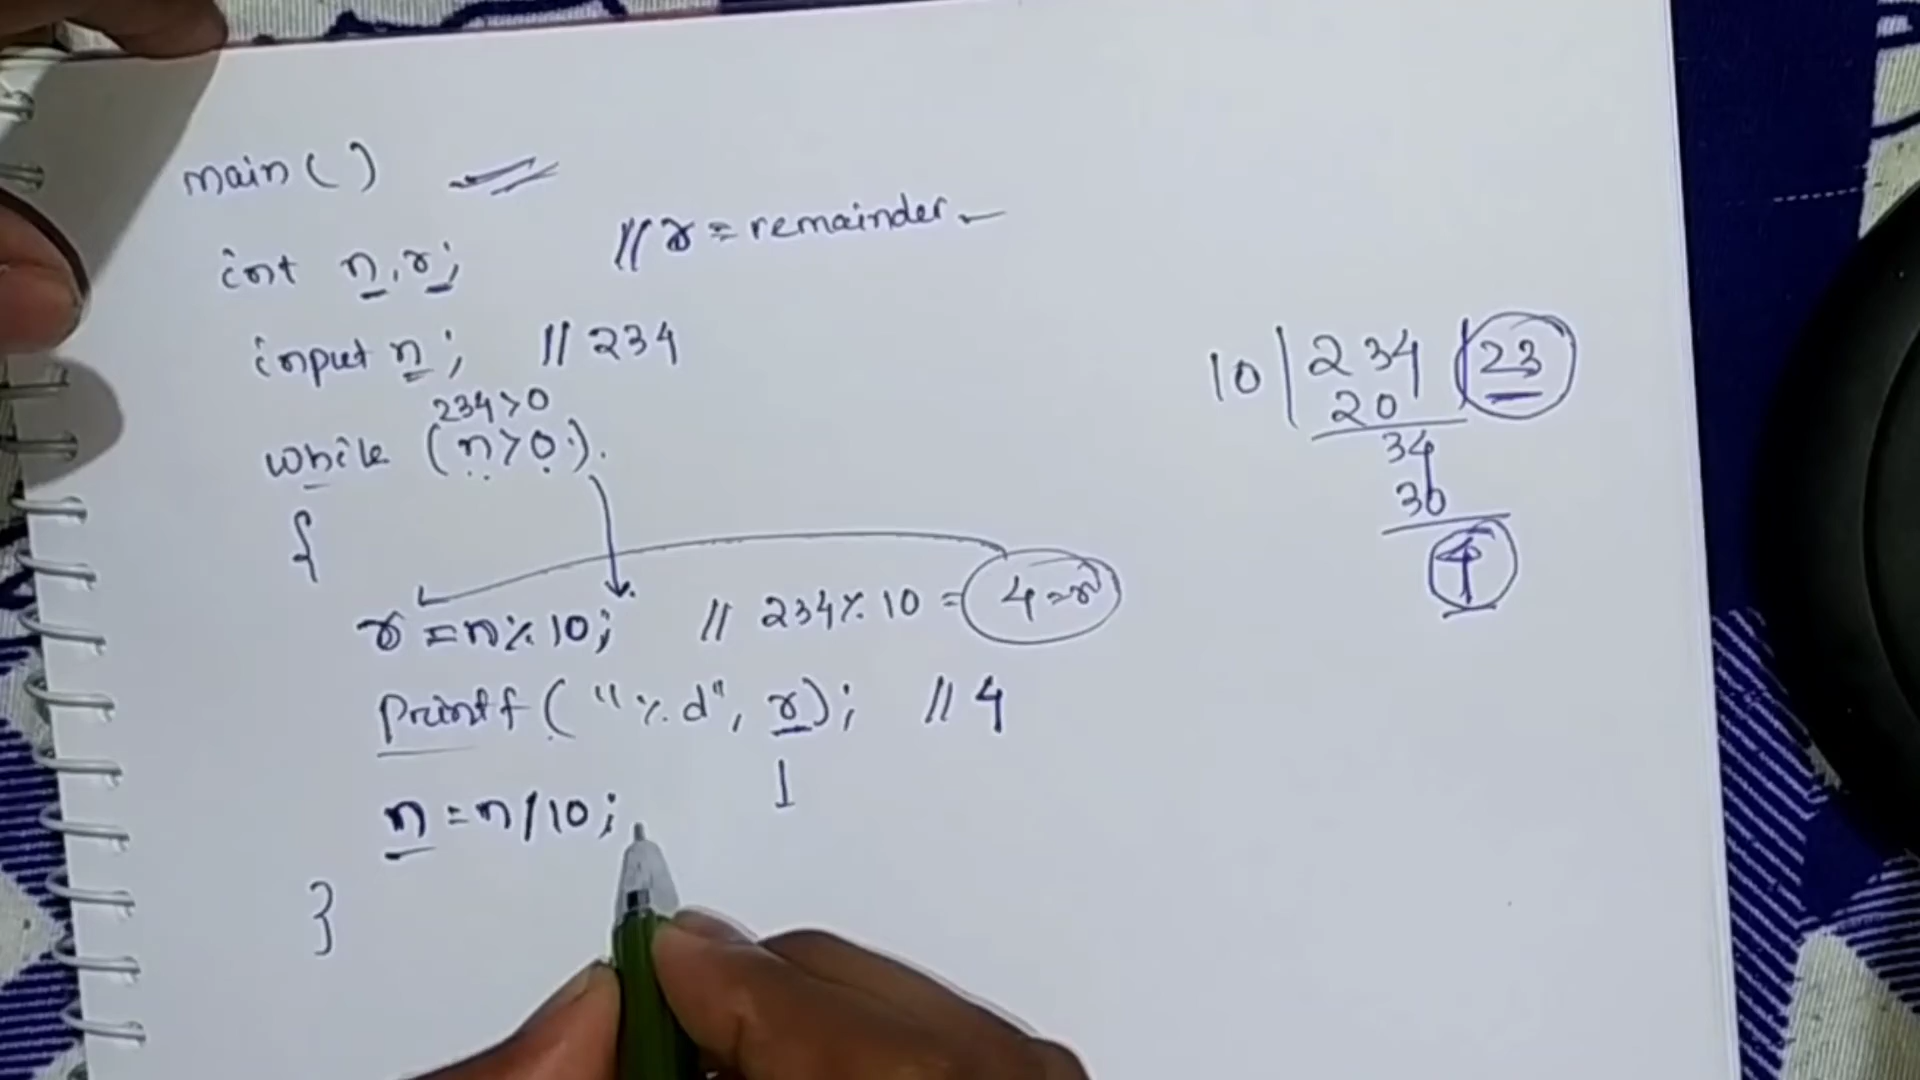 main()
int n,r; // r = remainder
input n; // 234
234>0
while (n>0)
{
r = n%10; // 234%10 = 4=r
printf("%d", r); // 4
n = n/10;
}
10 | 234 | 23
20
34
30
4